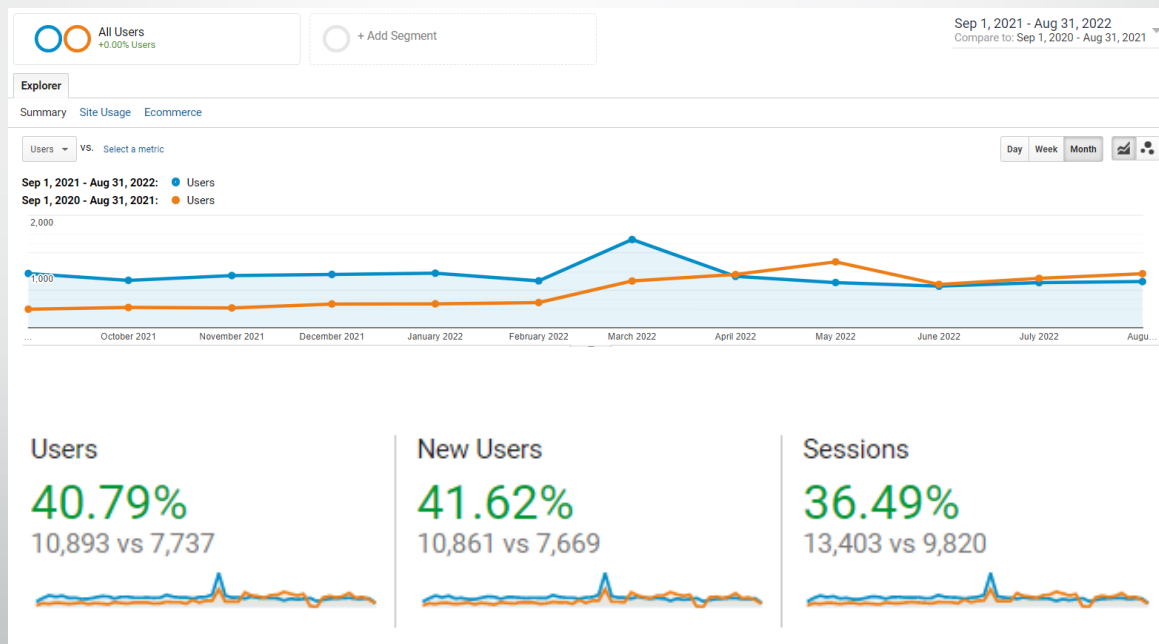 All Users
+0.00% Users
+ Add Segment
Sep 1, 2021 - Aug 31, 2022
Compare to: Sep 1, 2020 - Aug 31, 2021
Explorer
Summary Site Usage Ecommerce
Users VS. Select a metric
Day Week Month
Sep 1, 2021 - Aug 31, 2022: Users
Sep 1, 2020 - Aug 31, 2021: Users
2,000
1,000
... October 2021 November 2021 December 2021 January 2022 February 2022 March 2022 April 2022 May 2022 June 2022 July 2022 Augu...
Users
40.79%
10,893 vs 7,737
New Users
41.62%
10,861 vs 7,669
Sessions
36.49%
13,403 vs 9,820